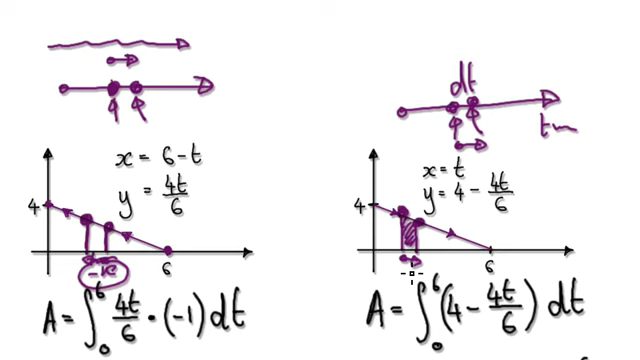 x = 6 - t
y = 4t/6
4
6
-ve
A = ∫₀⁶ 4t/6 · (-1) dt
dt
x = t
y = 4 - 4t/6
4
6
A = ∫₀⁶ (4 - 4t/6) dt